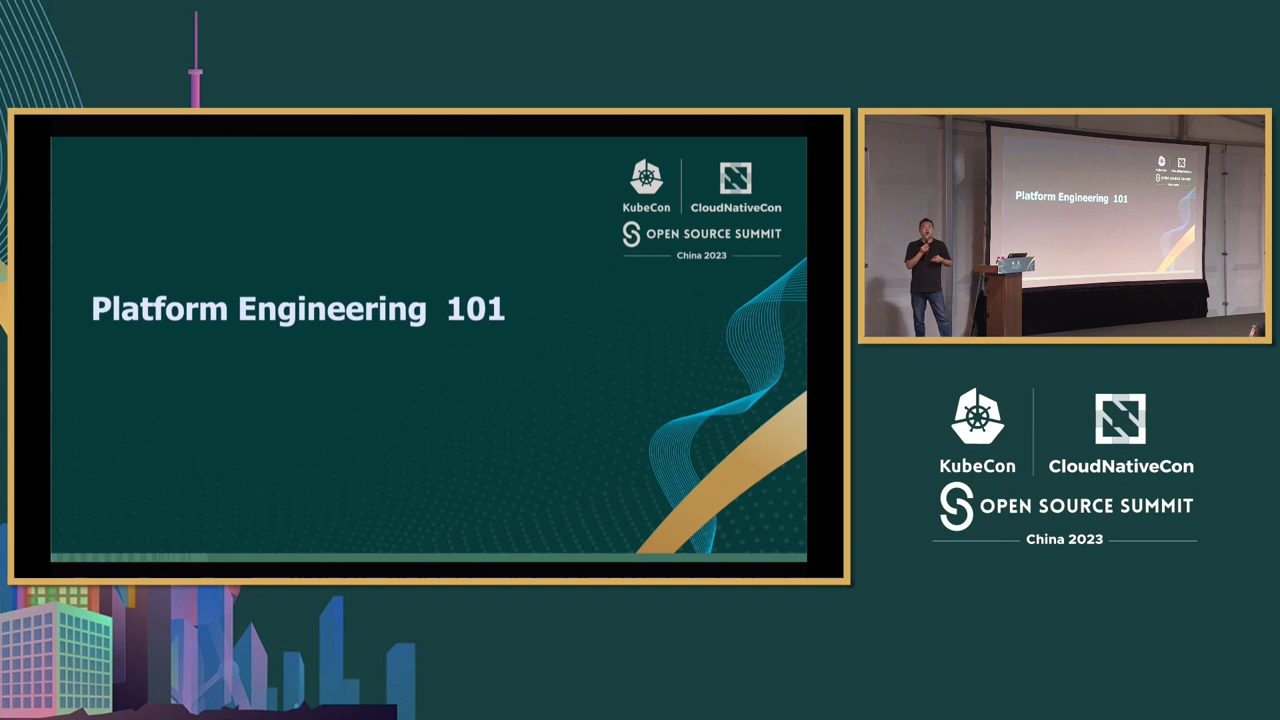 KubeCon
CloudNativeCon
OPEN SOURCE SUMMIT
China 2023
Platform Engineering 101
Platform Engineering 101
KubeCon
CloudNativeCon
OPEN SOURCE SUMMIT
China 2023